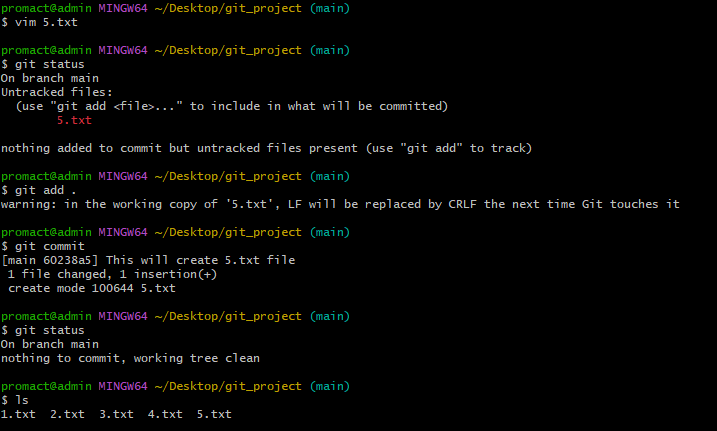 promact@admin MINGW64 ~/Desktop/git_project (main)
$ vim 5.txt
promact@admin MINGW64 ~/Desktop/git_project (main)
$ git status
On branch main
Untracked files:
  (use "git add <file>..." to include in what will be committed)
        5.txt
nothing added to commit but untracked files present (use "git add" to track)
promact@admin MINGW64 ~/Desktop/git_project (main)
$ git add .
warning: in the working copy of '5.txt', LF will be replaced by CRLF the next time Git touches it
promact@admin MINGW64 ~/Desktop/git_project (main)
$ git commit
[main 60238a5] This will create 5.txt file
 1 file changed, 1 insertion(+)
 create mode 100644 5.txt
promact@admin MINGW64 ~/Desktop/git_project (main)
$ git status
On branch main
nothing to commit, working tree clean
promact@admin MINGW64 ~/Desktop/git_project (main)
$ ls
1.txt  2.txt  3.txt  4.txt  5.txt